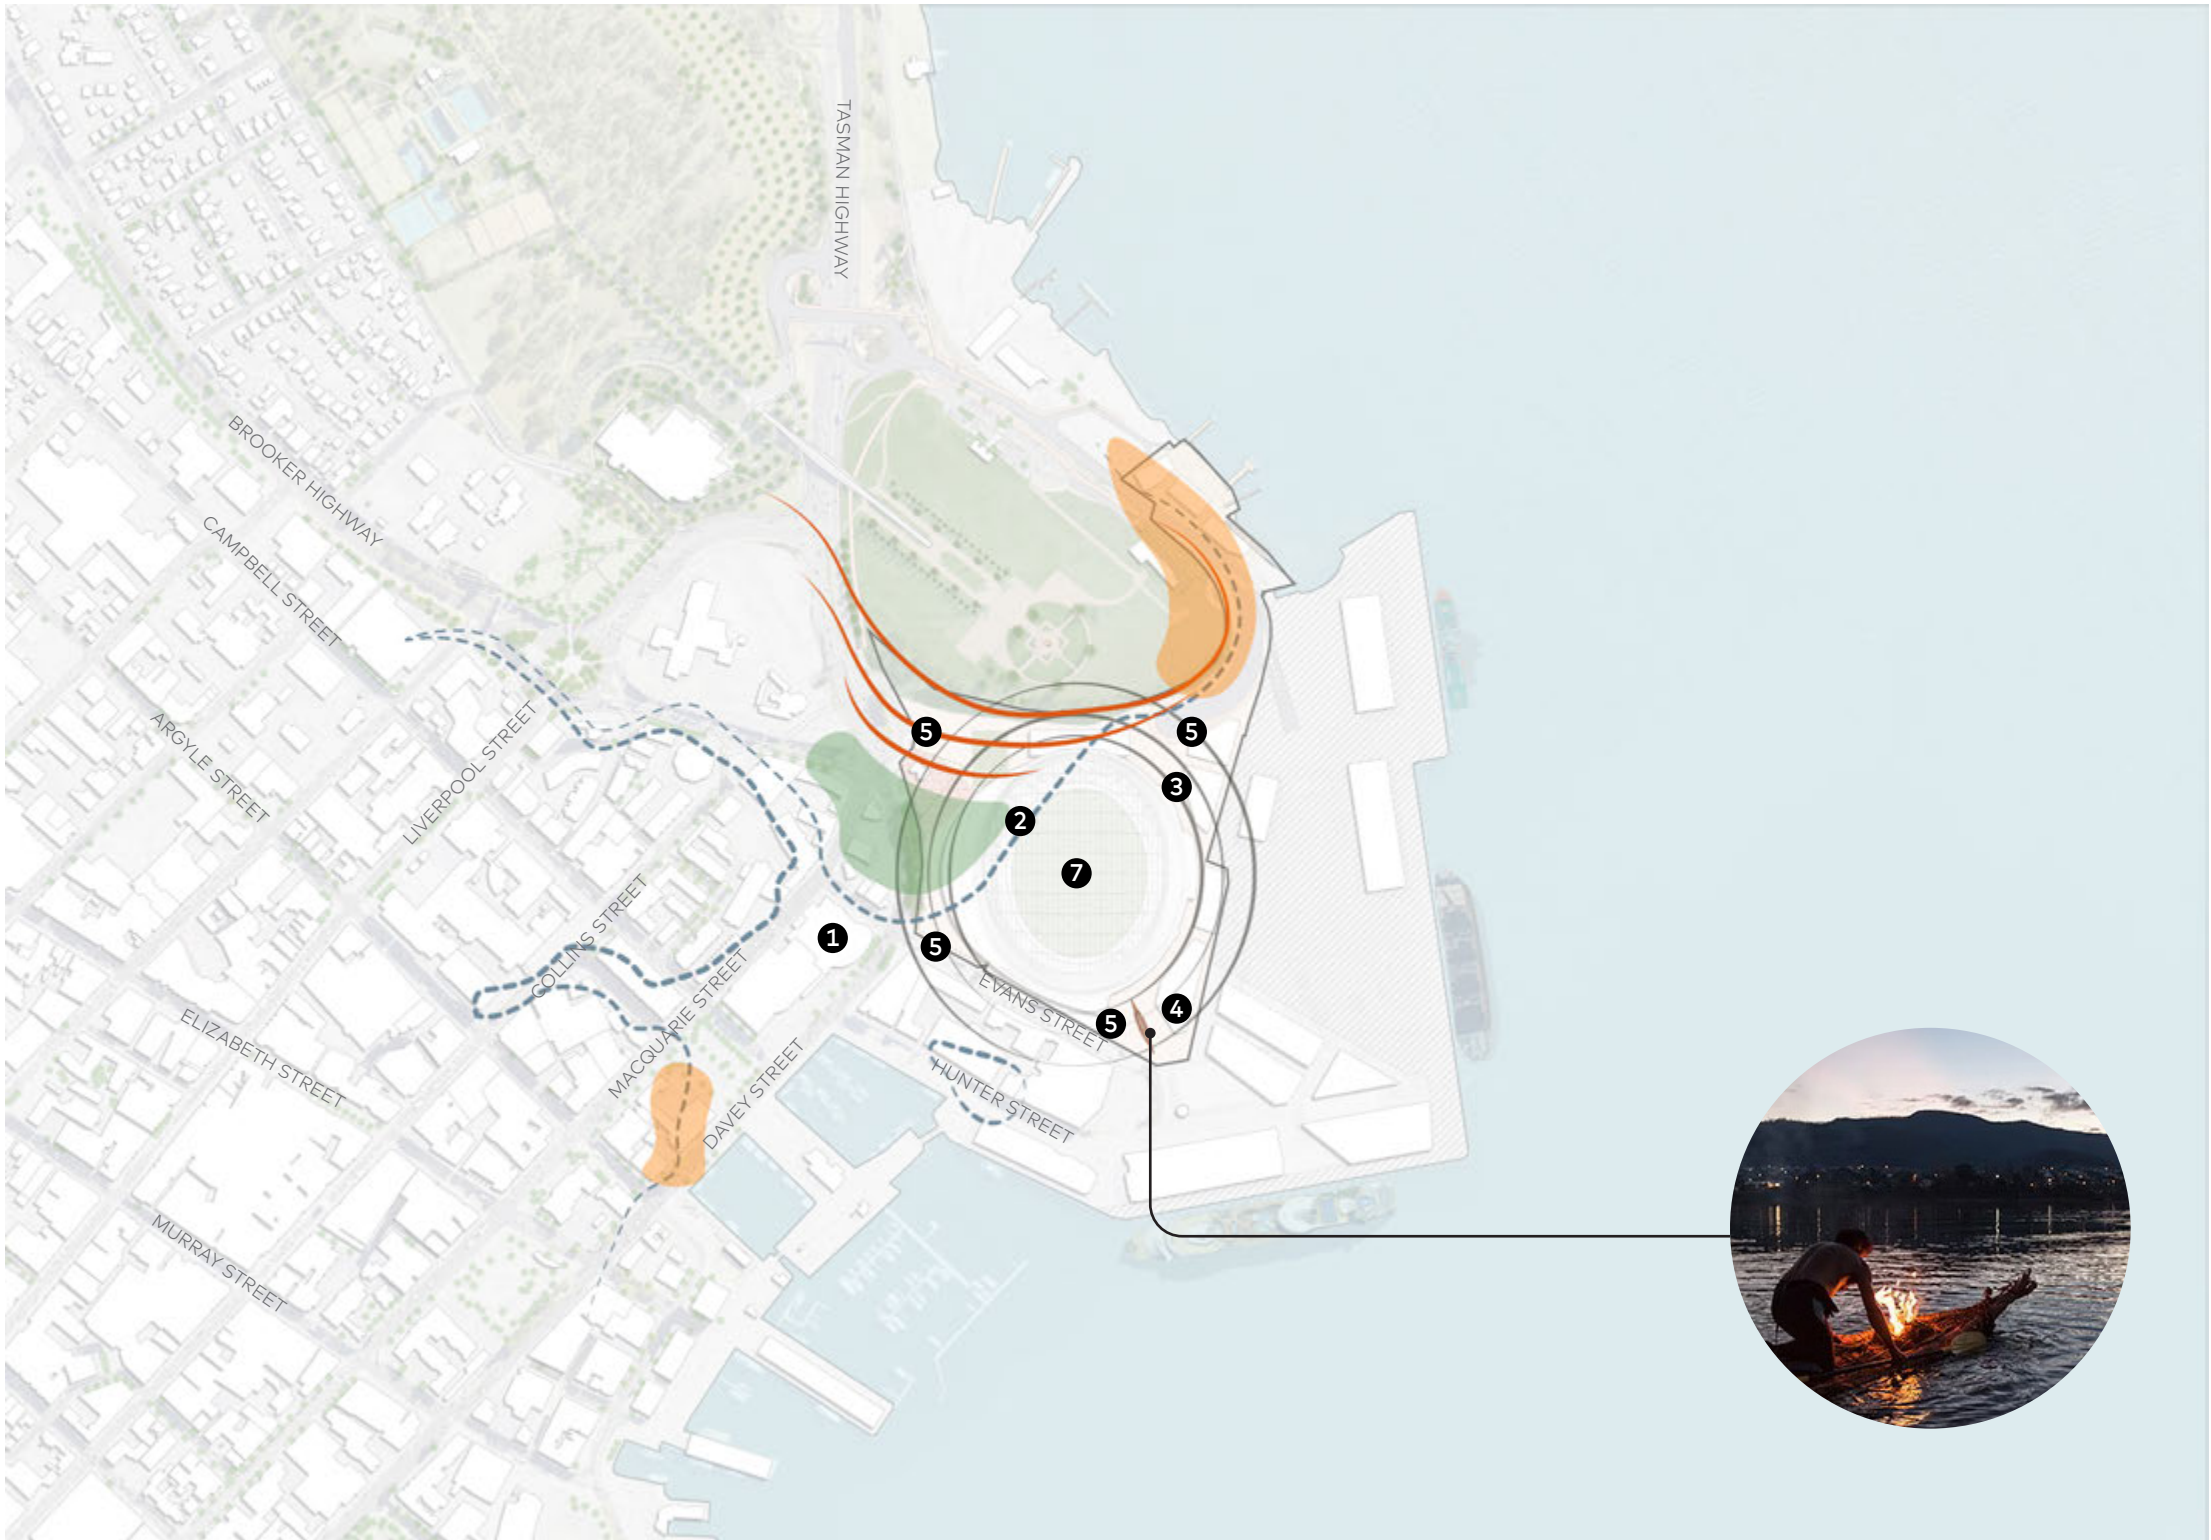 TASMAN HIGHWAY
BROOKER HIGHWAY
CAMPBELL STREET
ARGYLE STREET
LIVERPOOL STREET
5
5
3
2
7
COLLINS STREET
1
5
MACQUARIE STREET
EVANS STREET
4
5
ELIZABETH STREET
DAVEY STREET
HUNTER STREET
MURRAY STREET